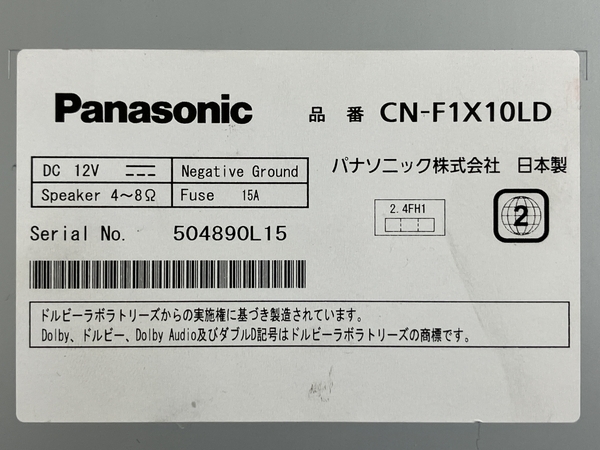 Panasonic 品番 CN-F1X10LD
パナソニック株式会社 日本製
DC 12V Negative Ground
Speaker 4～8Ω Fuse 15A
2.4FH1
2
Serial No. 504890L15
ドルビーラボラトリーズからの実施権に基づき製造されています。
Dolby、ドルビー、Dolby Audio及びダブルD記号はドルビーラボラトリーズの商標です。